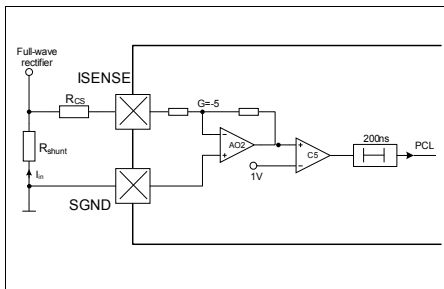 Full-wave
rectifier
ISENSE
RCS
G=-5
Rshunt
Iin
AO2
C5
1V
200ns
PCL
SGND